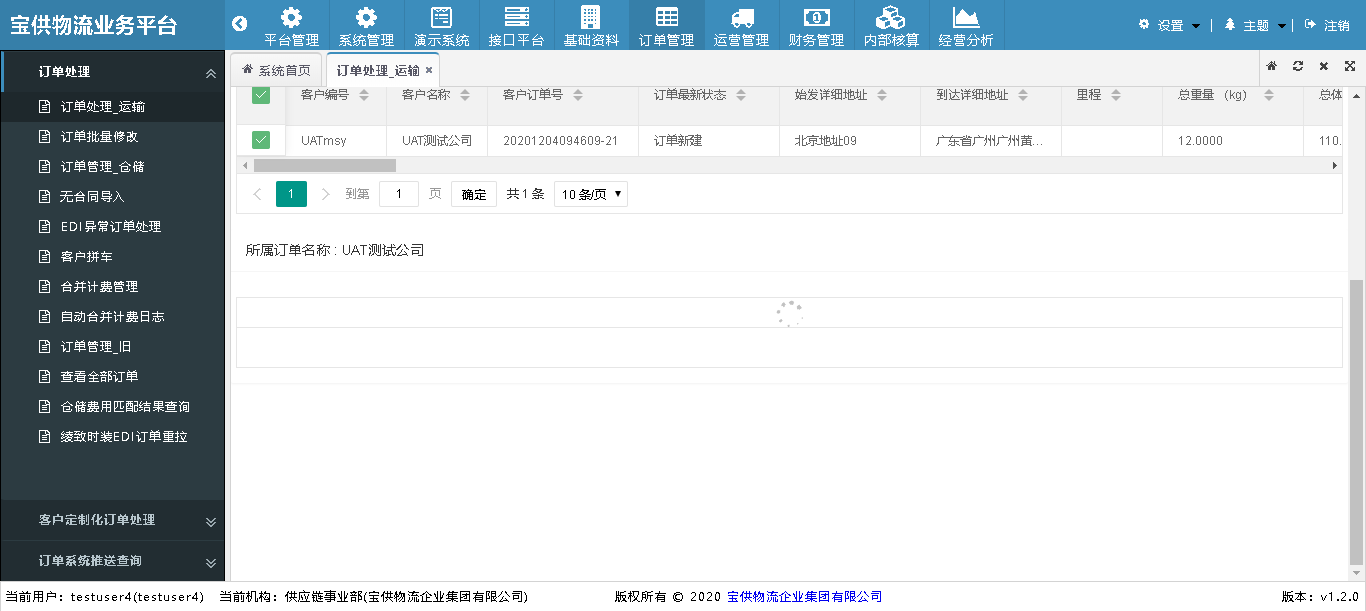 宝供物流业务平台
平台管理 系统管理 演示系统 接口平台 基础资料 订单管理 运营管理 财务管理 内部核算 经营分析
设置 | 主题 | 注销
订单处理
订单处理_运输
订单批量修改
订单管理_仓储
无合同导入
EDI异常订单处理
客户拼车
合并计费管理
自动合并计费日志
订单管理_旧
查看全部订单
仓储费用匹配结果查询
绫致时装EDI订单重拉
客户定制化订单处理
订单系统推送查询
系统首页 订单处理_运输
客户编号 客户名称 客户订单号 订单最新状态 始发详细地址 到达详细地址 里程 总重量 （kg） 总体
UATmsy UAT测试公司 20201204094609-21 订单新建 北京地址09 广东省广州广州黄... 12.0000 110.
1 到第 1 页 确定 共1条 10条/页
所属订单名称 : UAT测试公司
当前用户：testuser4(testuser4) 当前机构：供应链事业部(宝供物流企业集团有限公司) 版权所有 © 2020 宝供物流企业集团有限公司 版本：v1.2.0